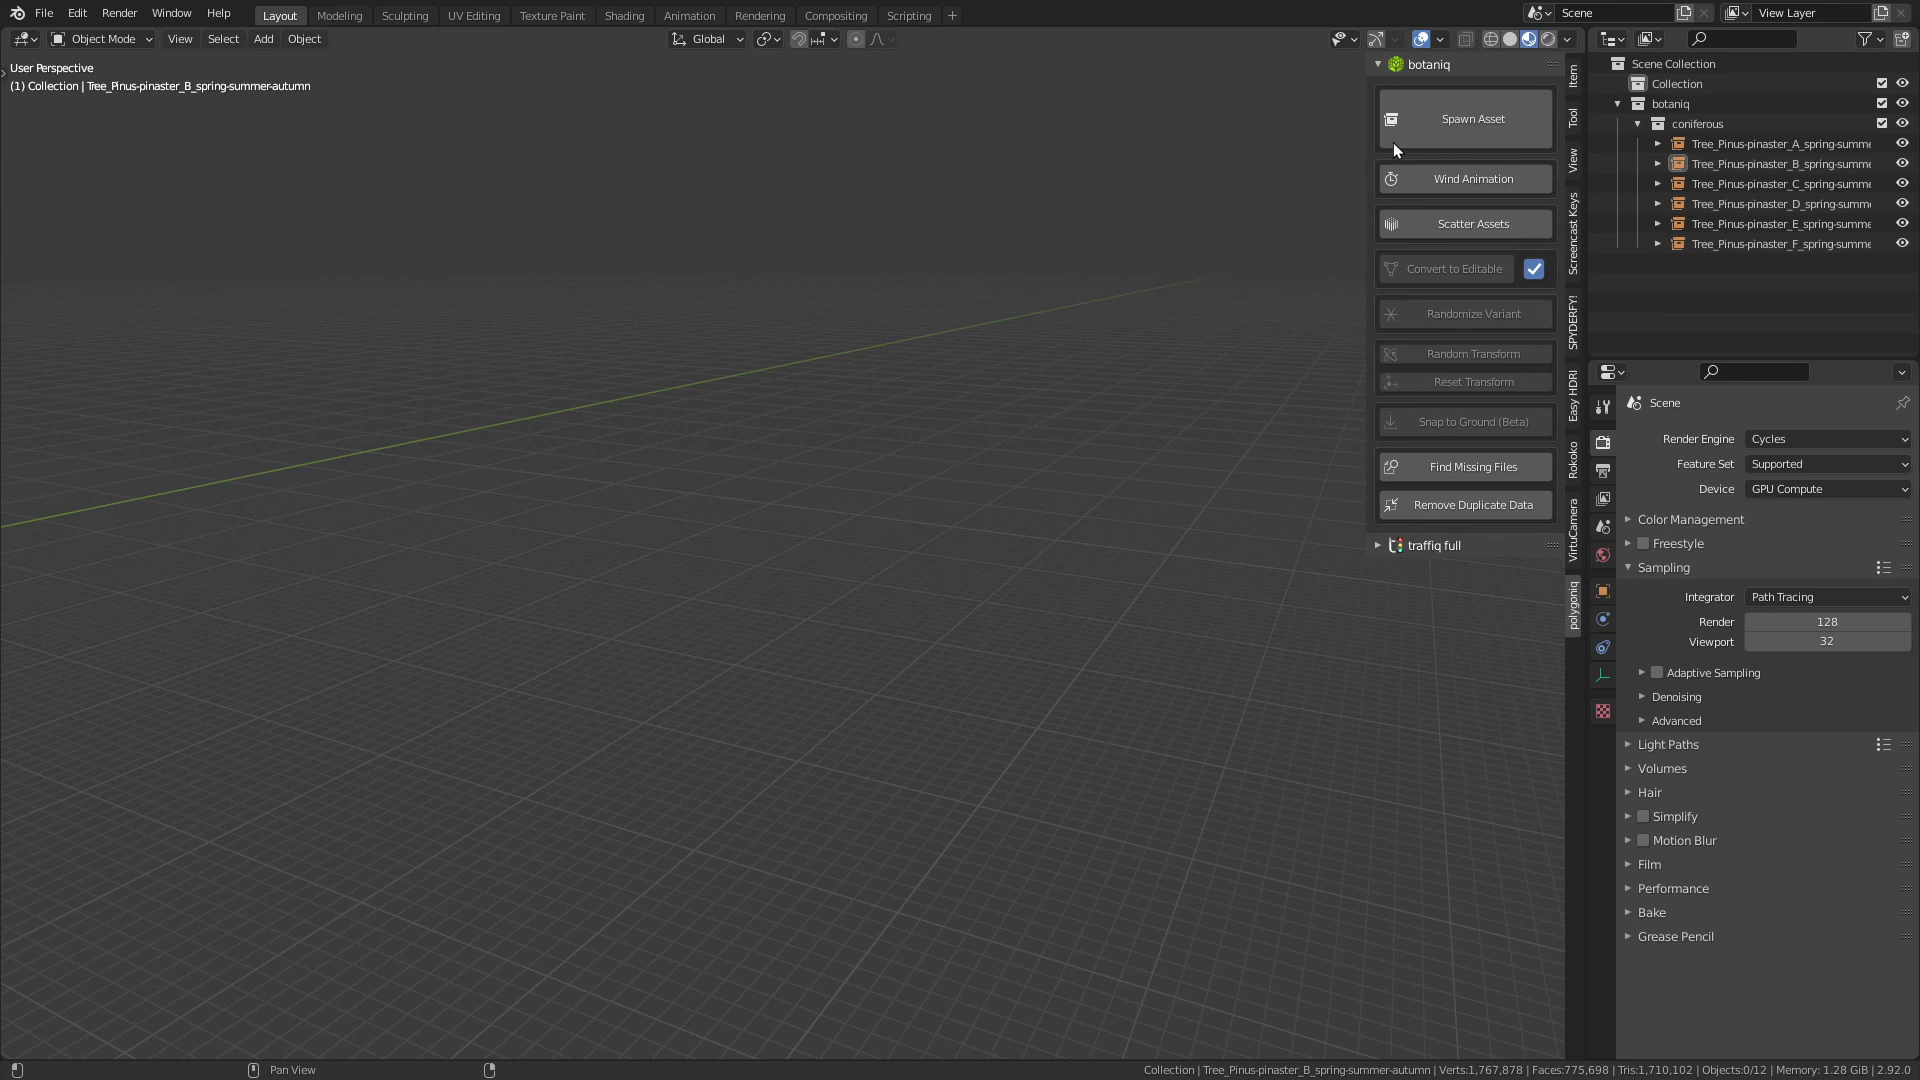 File Edit Render Window Help Layout Modeling Sculpting UV Editing Texture Paint Shading Animation Rendering Compositing Scripting + Scene View Layer
Object Mode View Select Add Object Global
User Perspective
(1) Collection | Tree_Pinus-pinaster_B_spring-summer-autumn
botaniq
Spawn Asset
Wind Animation
Scatter Assets
Convert to Editable
Randomize Variant
Random Transform
Reset Transform
Snap to Ground (Beta)
Find Missing Files
Remove Duplicate Data
traffiq full
Item
Tool
View
Screencast Keys
SPYDERFY!
Easy HDRI
Rokoko
VirtuCamera
polygoniq
Scene Collection
Collection
botaniq
coniferous
Tree_Pinus-pinaster_A_spring-summe
Tree_Pinus-pinaster_B_spring-summe
Tree_Pinus-pinaster_C_spring-summe
Tree_Pinus-pinaster_D_spring-summe
Tree_Pinus-pinaster_E_spring-summe
Tree_Pinus-pinaster_F_spring-summe
Scene
Render Engine Cycles
Feature Set Supported
Device GPU Compute
Color Management
Freestyle
Sampling
Integrator Path Tracing
Render 128
Viewport 32
Adaptive Sampling
Denoising
Advanced
Light Paths
Volumes
Hair
Simplify
Motion Blur
Film
Performance
Bake
Grease Pencil
Pan View
Collection | Tree_Pinus-pinaster_B_spring-summer-autumn | Verts:1,767,878 | Faces:775,698 | Tris:1,710,102 | Objects:0/12 | Memory: 1.28 GiB | 2.92.0